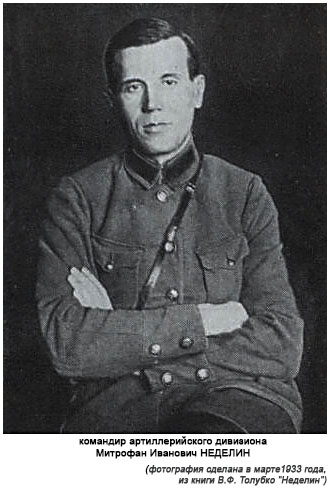 командир артиллерийского дивизиона
Митрофан Иванович НЕДЕЛИН
(фотография сделана в марте1933 года,
из книги В.Ф. Толубко "Неделин")